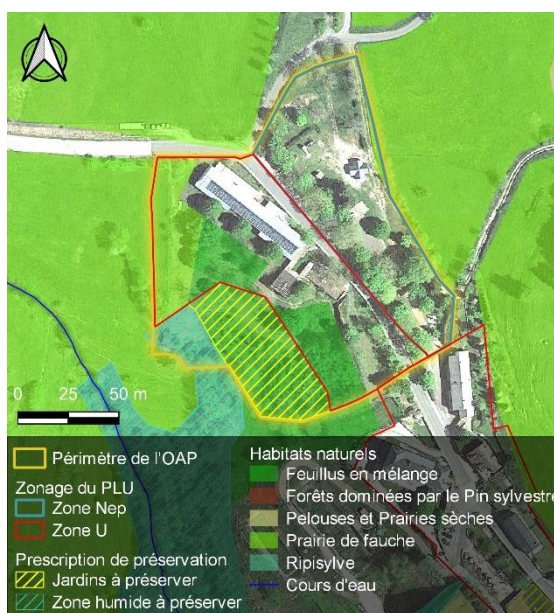 0 25 50 m
Périmètre de l'OAP
Zonage du PLU
Zone Nep
Zone U
Prescription de préservation
Jardins à préserver
Zone humide à préserver
Habitats naturels
Feuillus en mélange
Forêts dominées par le Pin sylvestre
Pelouses et Prairies sèches
Prairie de fauche
Ripisylve
Cours d'eau